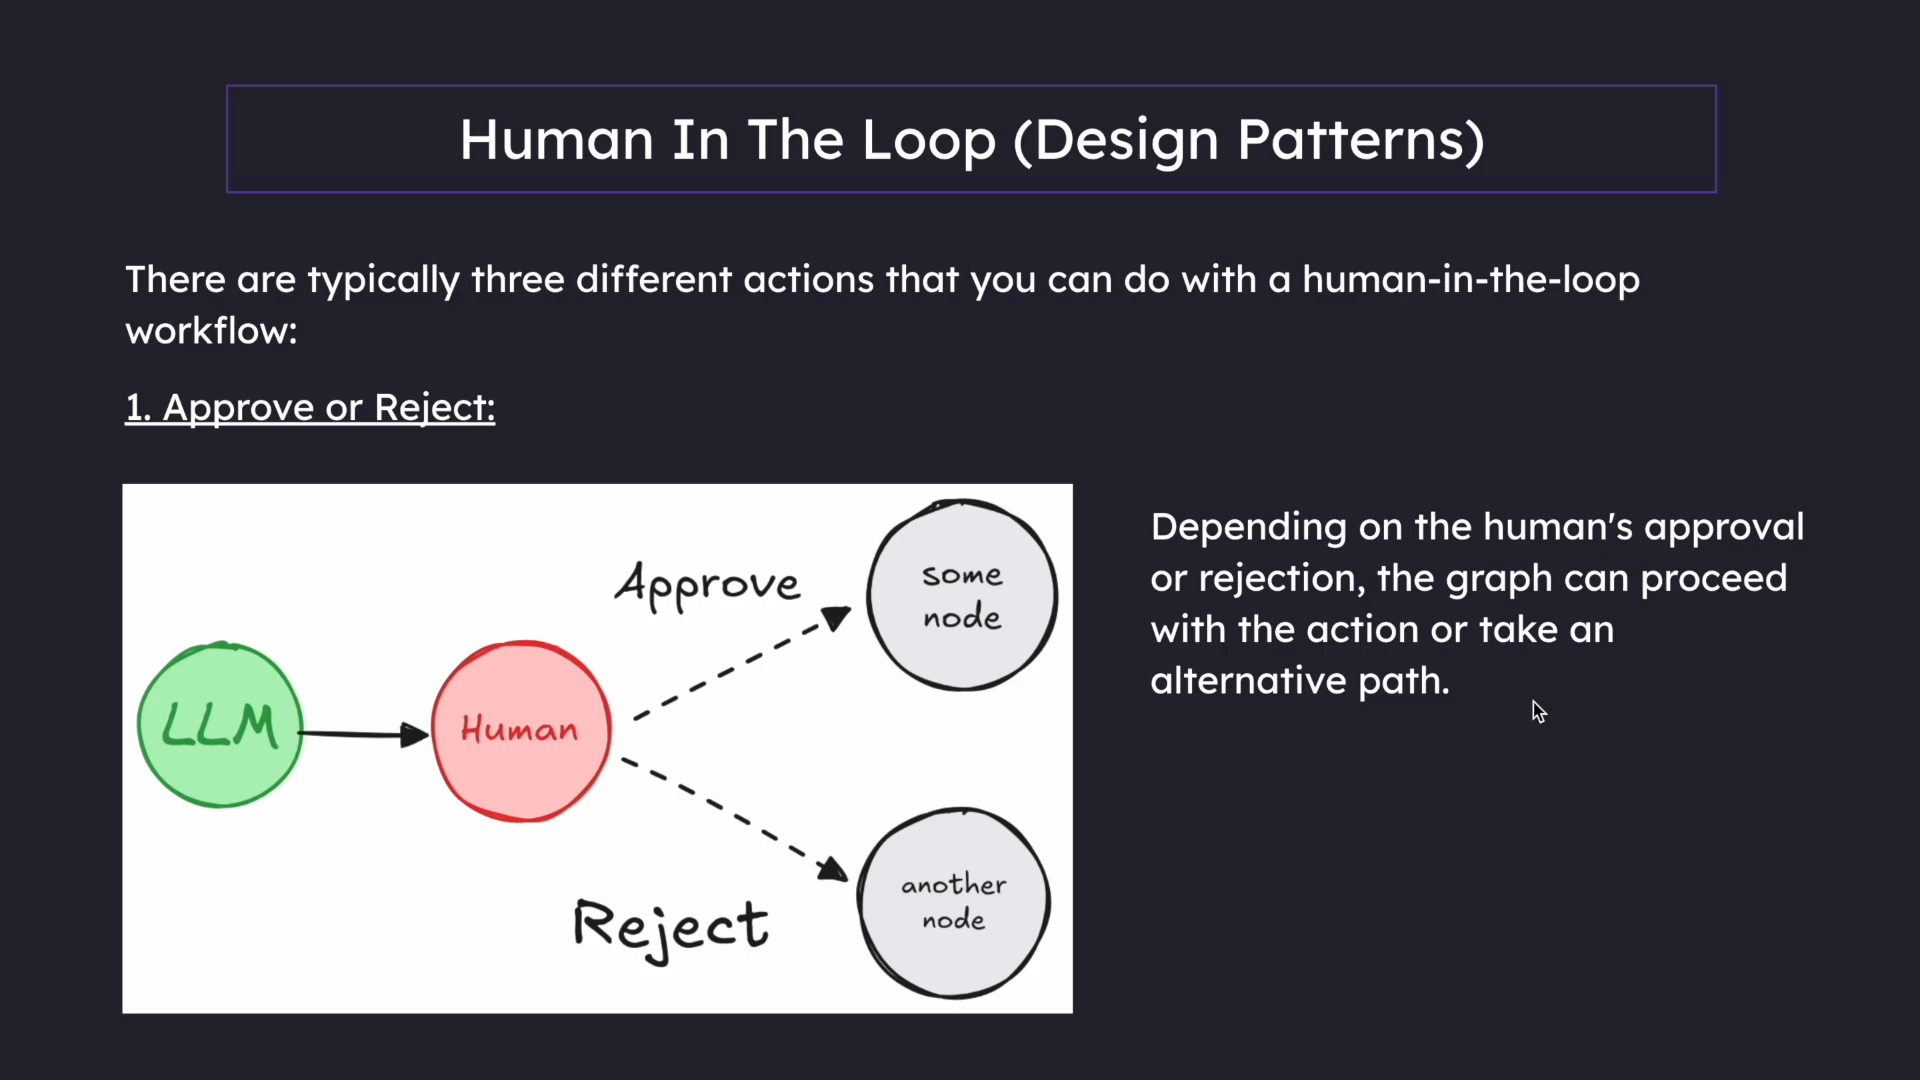 Human In The Loop (Design Patterns)
There are typically three different actions that you can do with a human-in-the-loop
workflow:
1. Approve or Reject:
LLM
Human
Approve
Reject
some
node
another
node
Depending on the human's approval
or rejection, the graph can proceed
with the action or take an
alternative path.